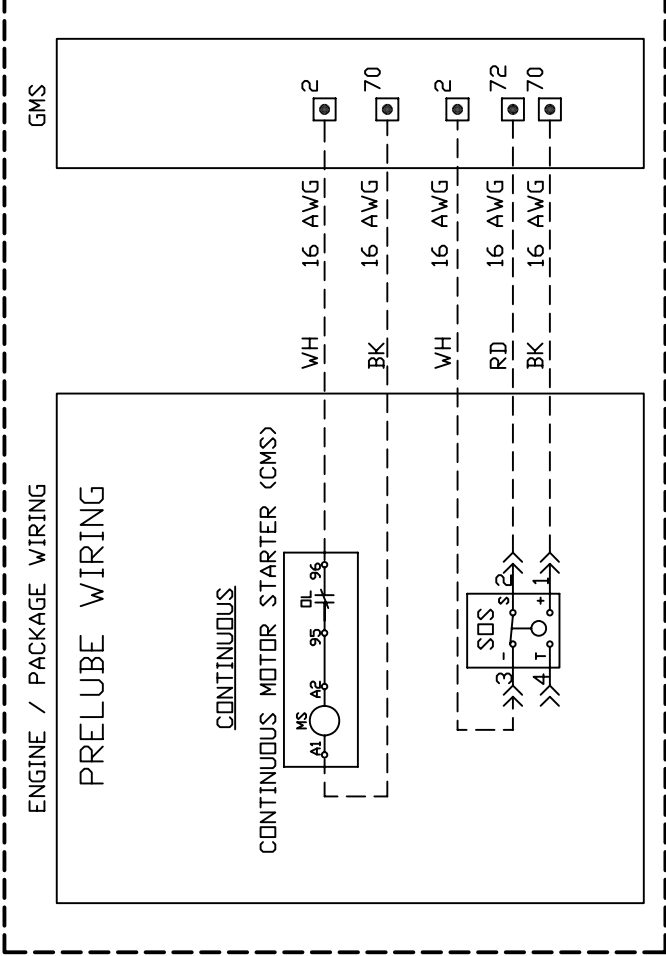 ENGINE / PACKAGE WIRING
GMS
PRELUBE WIRING
CONTINUOUS
CONTINUOUS MOTOR STARTER (CMS)
A1
MS
A2
95
OL
96
WH
16 AWG
2
BK
16 AWG
70
WH
16 AWG
2
SOS
3
-
S
2
RD
16 AWG
72
4
T
+
1
BK
16 AWG
70